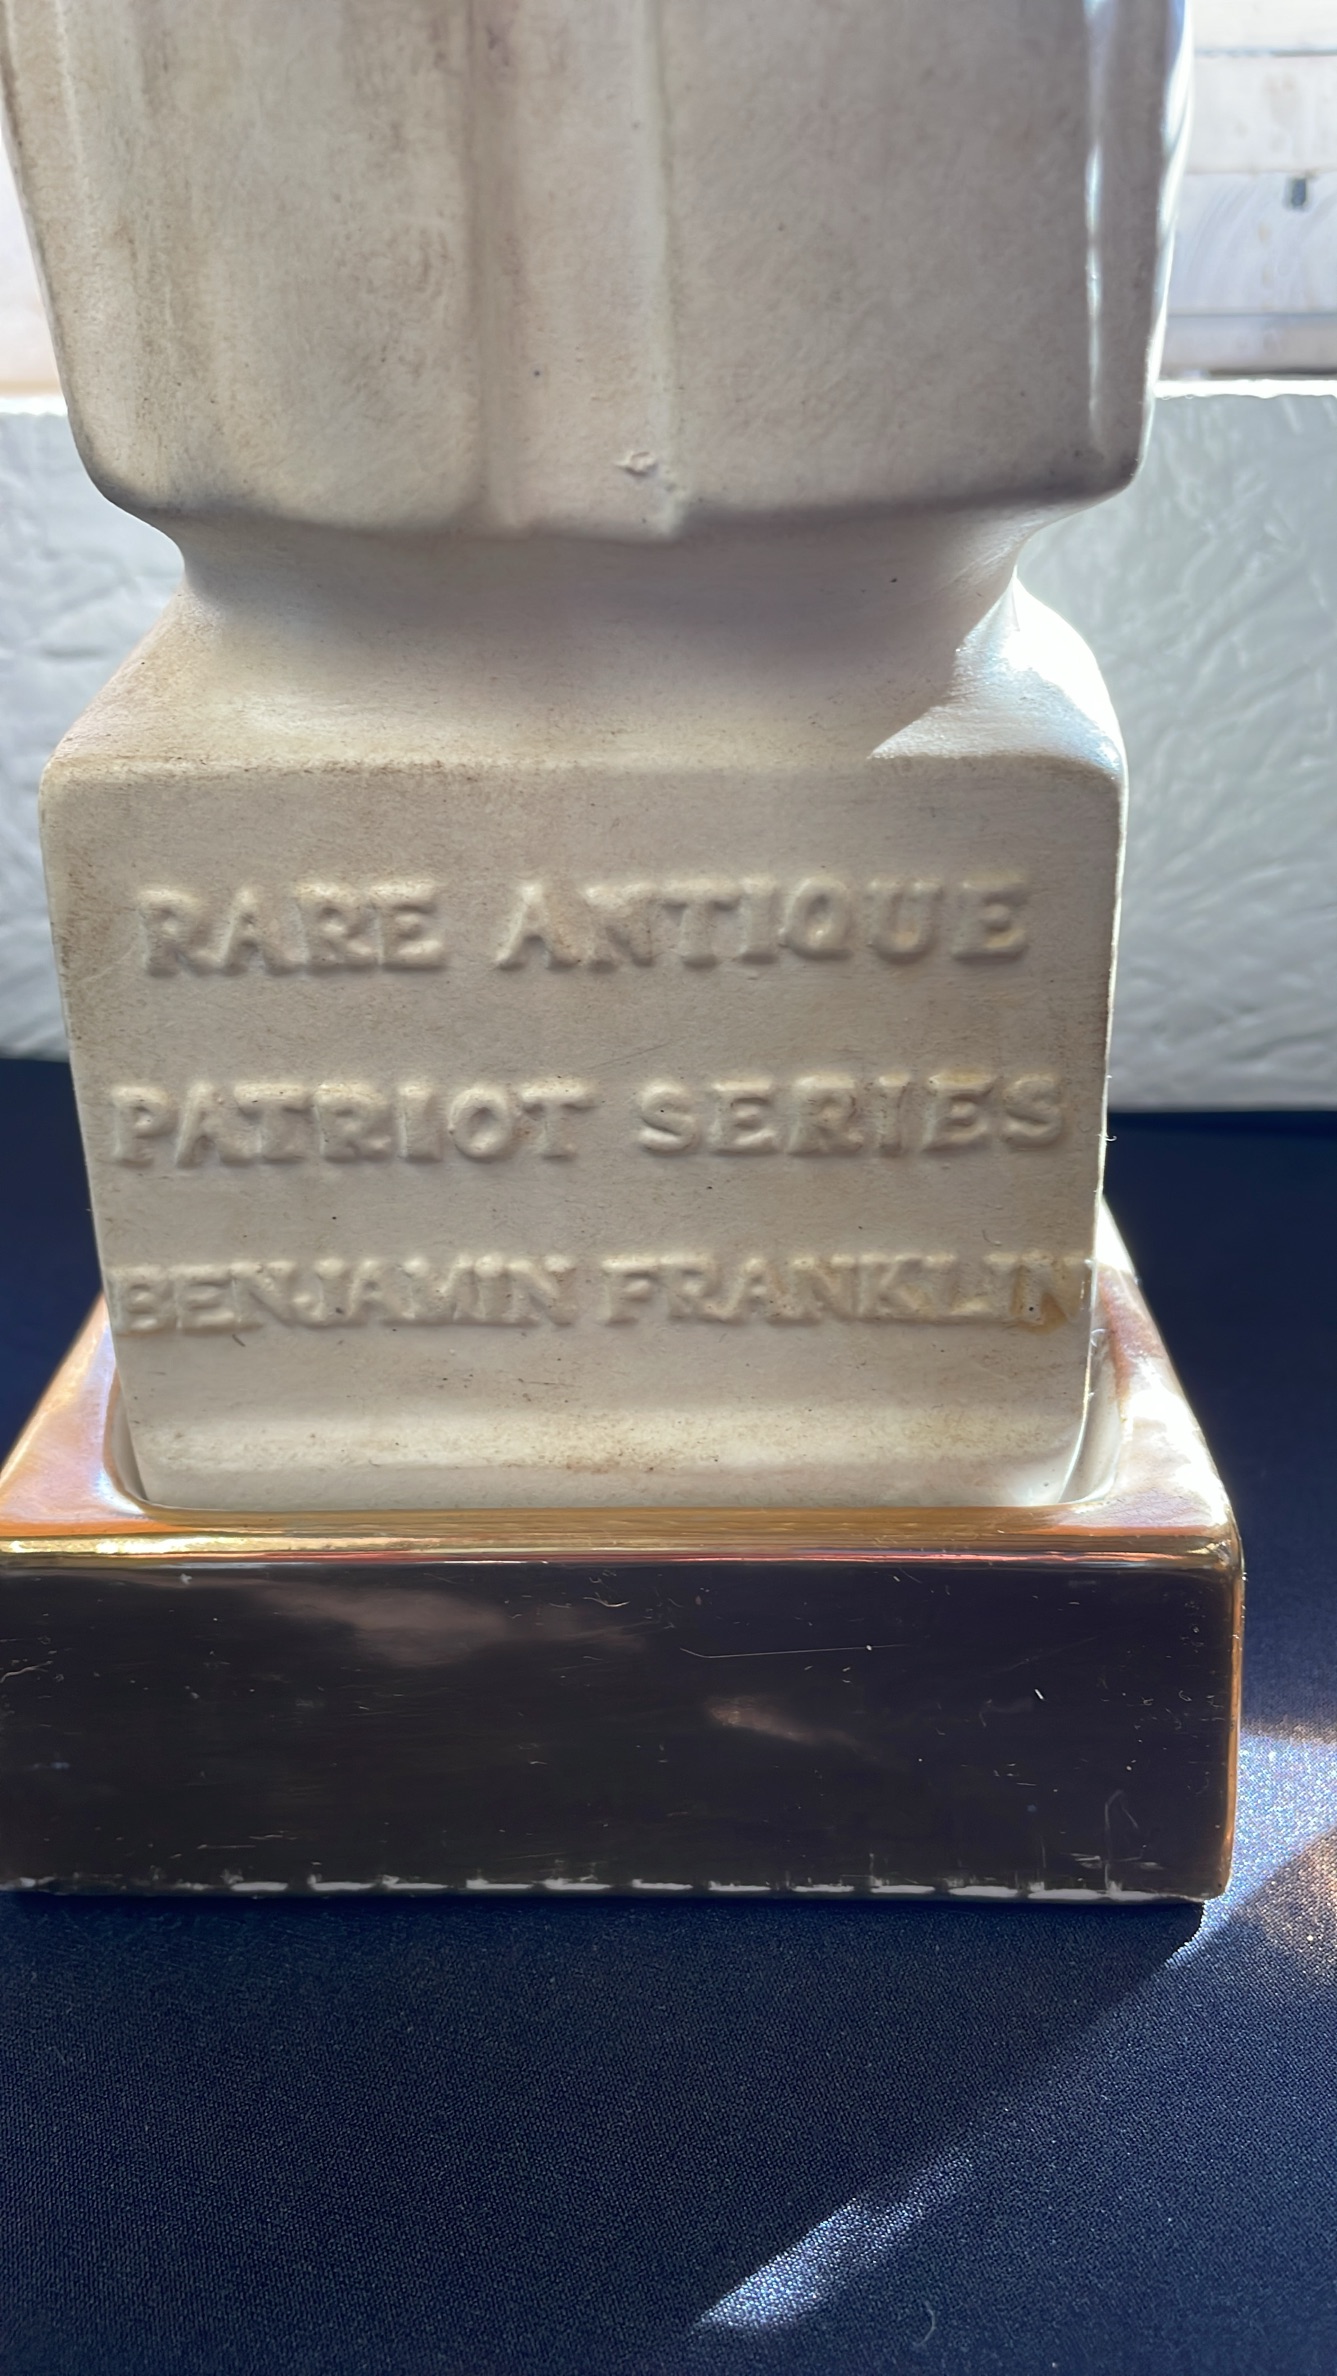 RARE ANTIQUE
PATRIOT SERIES
BENJAMIN FRANKLIN